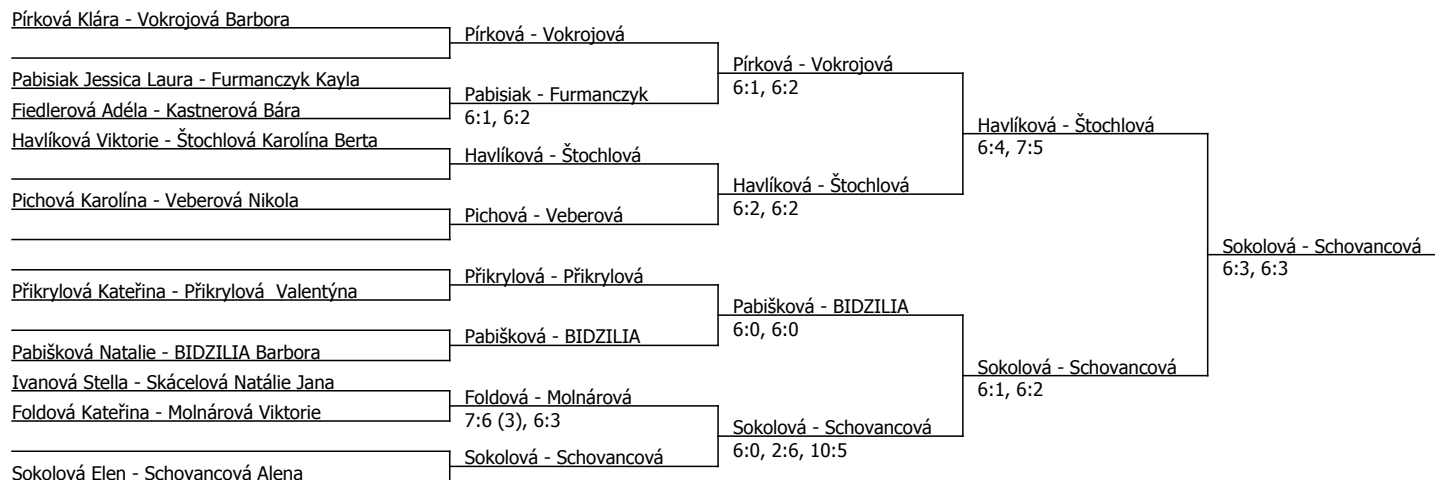 Pírková Klára - Vokrojová Barbora
Pírková - Vokrojová
Pírková - Vokrojová
6:1, 6:2
Pabisiak Jessica Laura - Furmanczyk Kayla
Pabisiak - Furmanczyk
6:1, 6:2
Fiedlerová Adéla - Kastnerová Bára
Havlíková - Štochlová
6:4, 7:5
Havlíková Viktorie - Štochlová Karolína Berta
Havlíková - Štochlová
Havlíková - Štochlová
6:2, 6:2
Pichová Karolína - Veberová Nikola
Pichová - Veberová
Sokolová - Schovancová
6:3, 6:3
Přikrylová - Přikrylová
Přikrylová Kateřina - Přikrylová  Valentýna
Pabišková - BIDZILIA
6:0, 6:0
Pabišková - BIDZILIA
Pabišková Natalie - BIDZILIA Barbora
Sokolová - Schovancová
6:1, 6:2
Ivanová Stella - Skácelová Natálie Jana
Foldová - Molnárová
7:6 (3), 6:3
Foldová Kateřina - Molnárová Viktorie
Sokolová - Schovancová
6:0, 2:6, 10:5
Sokolová - Schovancová
Sokolová Elen - Schovancová Alena